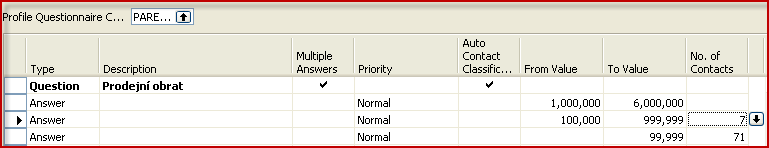 Profile Questionnaire C... PARE...
Type Description Multiple Answers Priority Auto Contact Classific... From Value To Value No. of Contacts
Question Prodejní obrat
Answer Normal 1,000,000 6,000,000
Answer Normal 100,000 999,999 7
Answer Normal 99,999 71